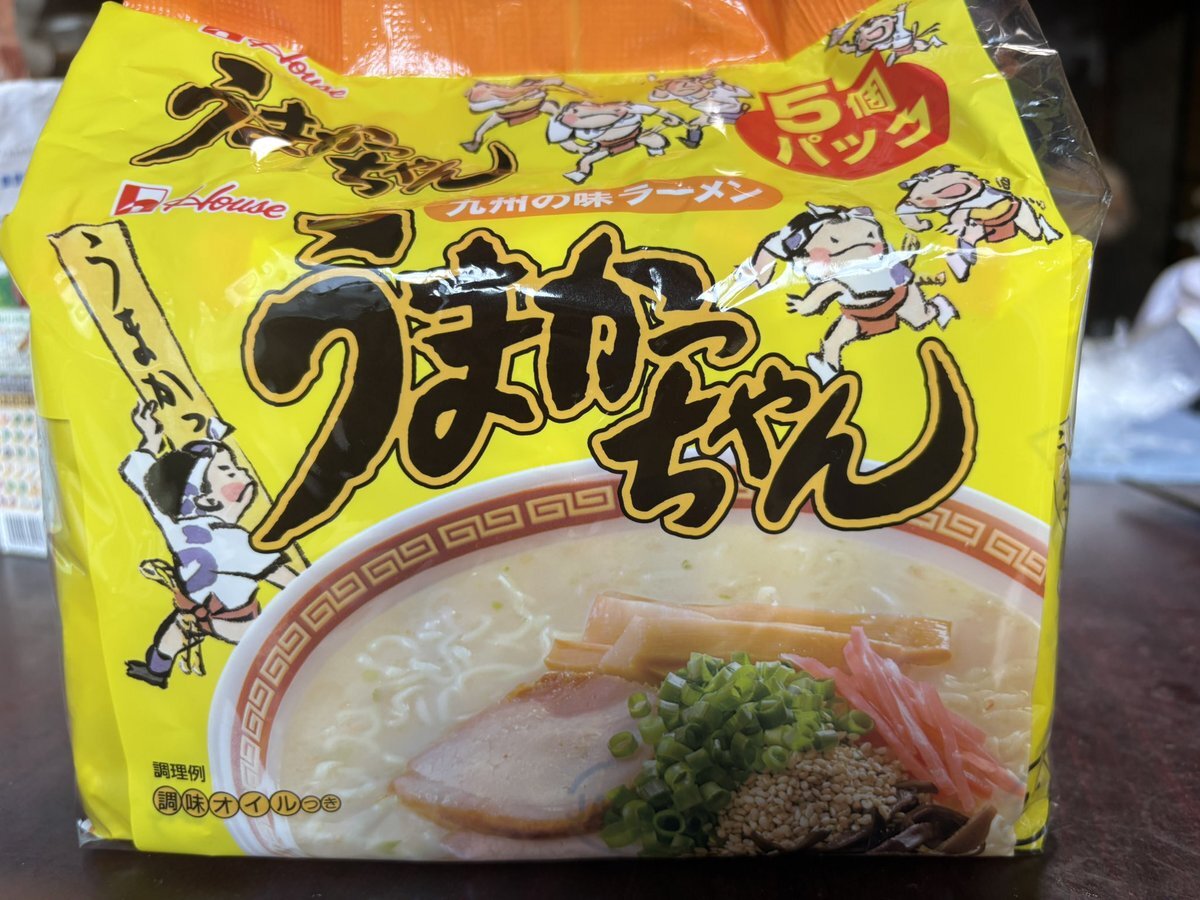 House
うまかっちゃん
5個
パック
House
九州の味ラーメン
うまかっ
うまかっちゃん
調理例
調味オイルつき